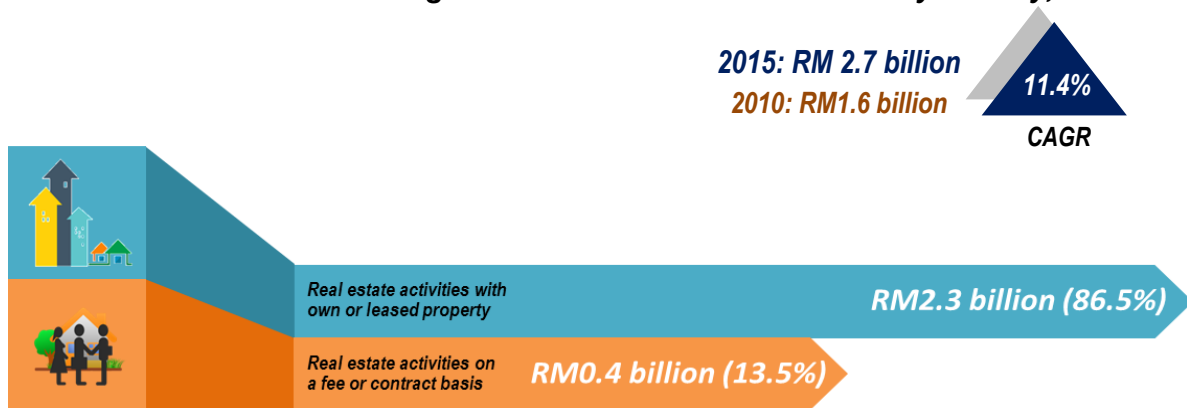 2015: RM 2.7 billion
2010: RM1.6 billion
11.4%
CAGR
Real estate activities with
own or leased property
RM2.3 billion (86.5%)
Real estate activities on
a fee or contract basis
RM0.4 billion (13.5%)